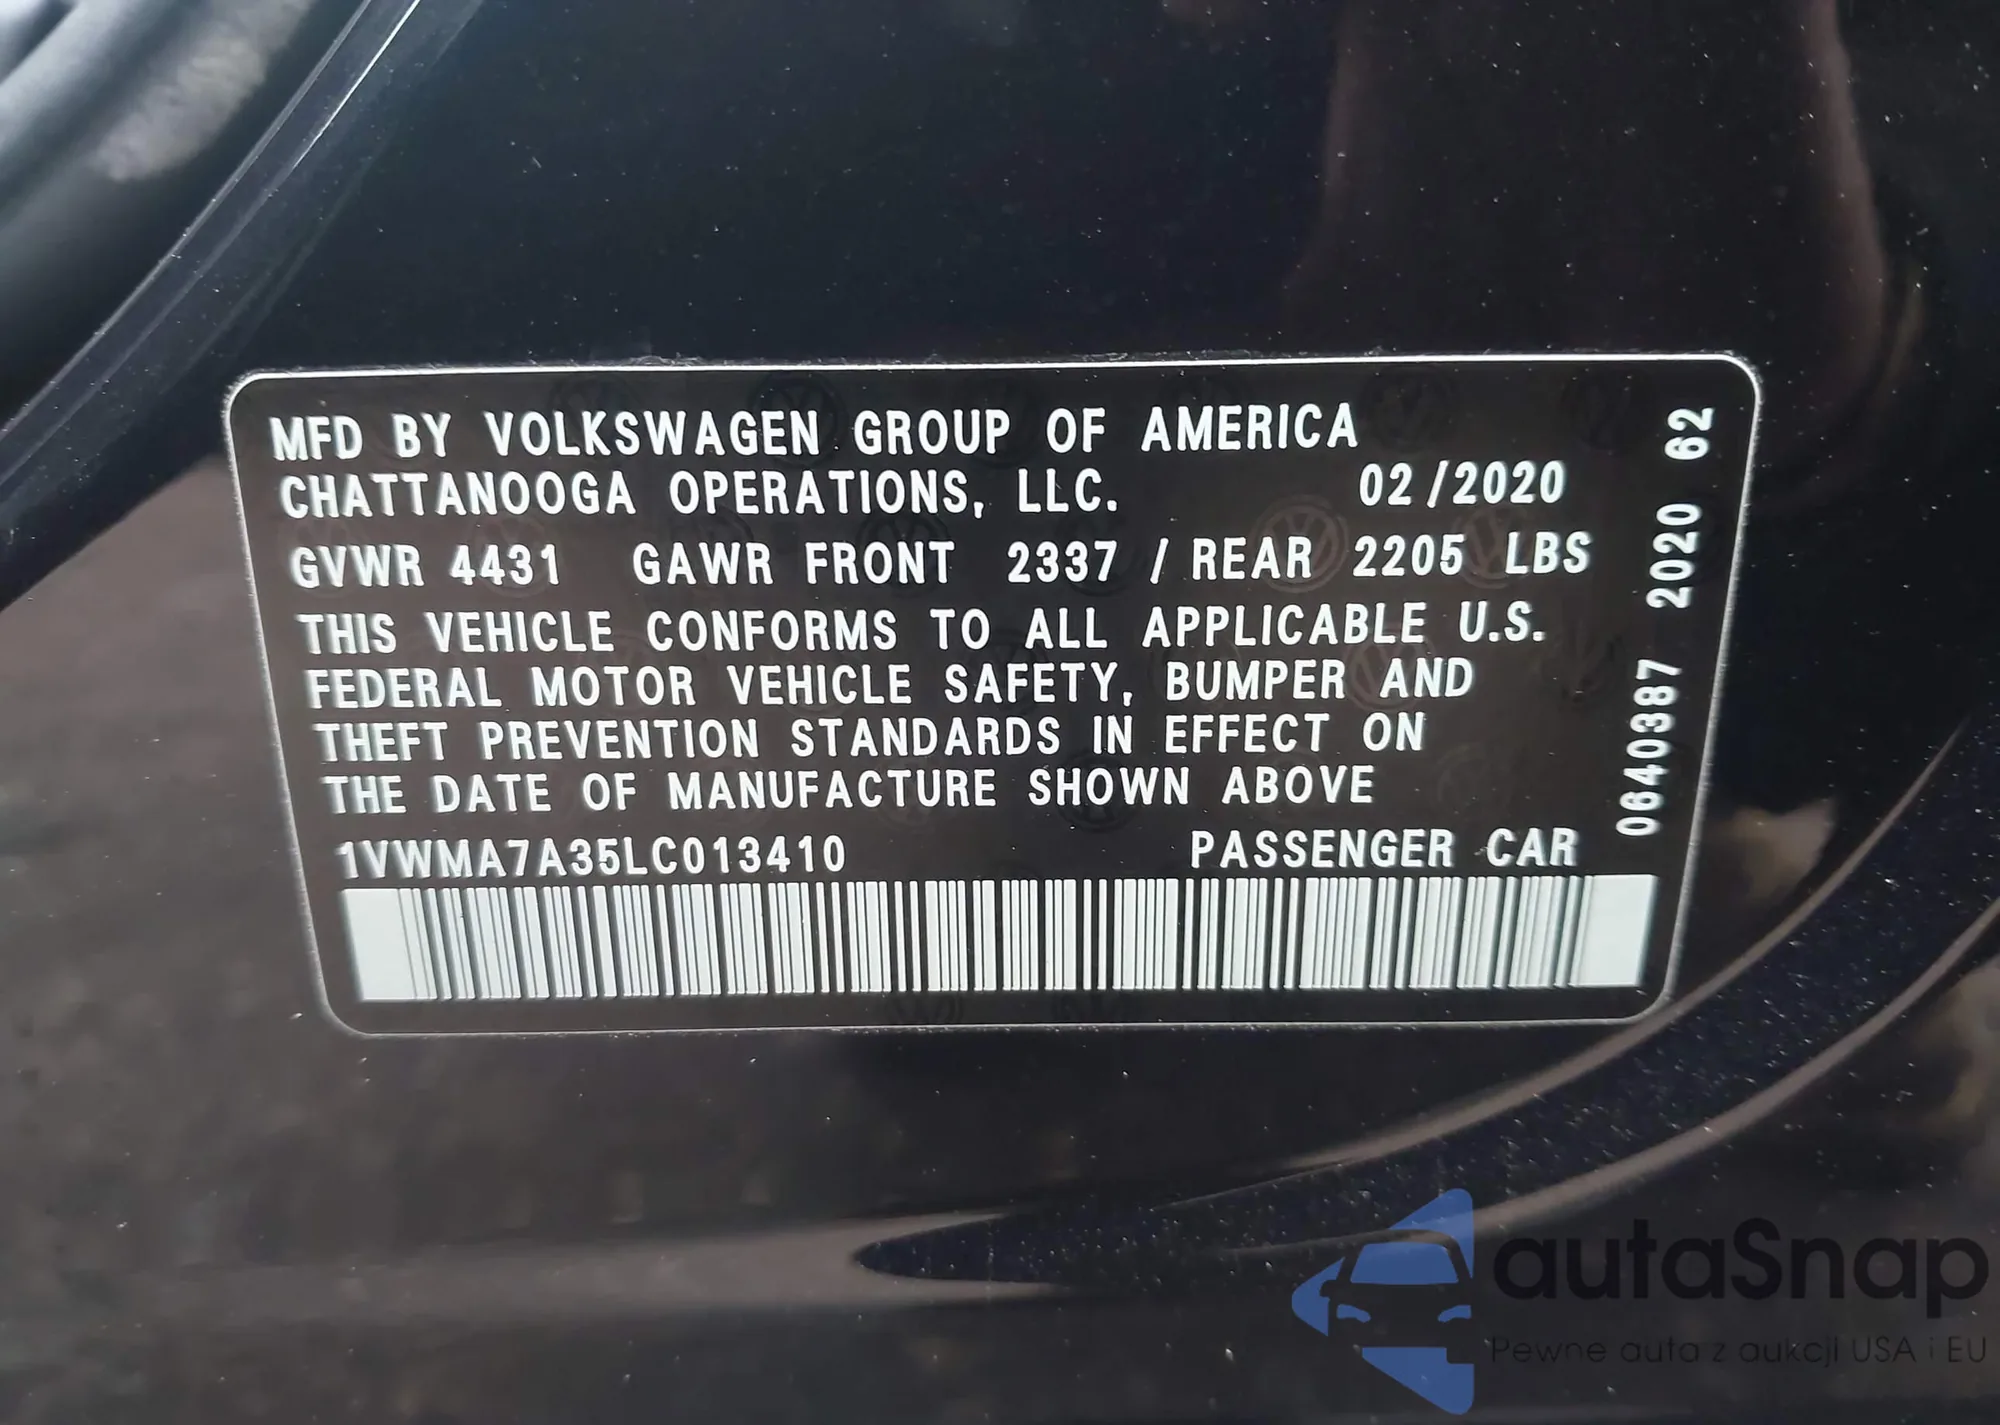 MFD BY VOLKSWAGEN GROUP OF AMERICA
CHATTANOOGA OPERATIONS, LLC. 02/2020
GVWR 4431 GAWR FRONT 2337 / REAR 2205 LBS
THIS VEHICLE CONFORMS TO ALL APPLICABLE U.S.
FEDERAL MOTOR VEHICLE SAFETY, BUMPER AND
THEFT PREVENTION STANDARDS IN EFFECT ON
THE DATE OF MANUFACTURE SHOWN ABOVE
1VWMA7A35LC013410 PASSENGER CAR
0640387 2020 62
autaSnap
Pewne auta z aukcji USA i EU